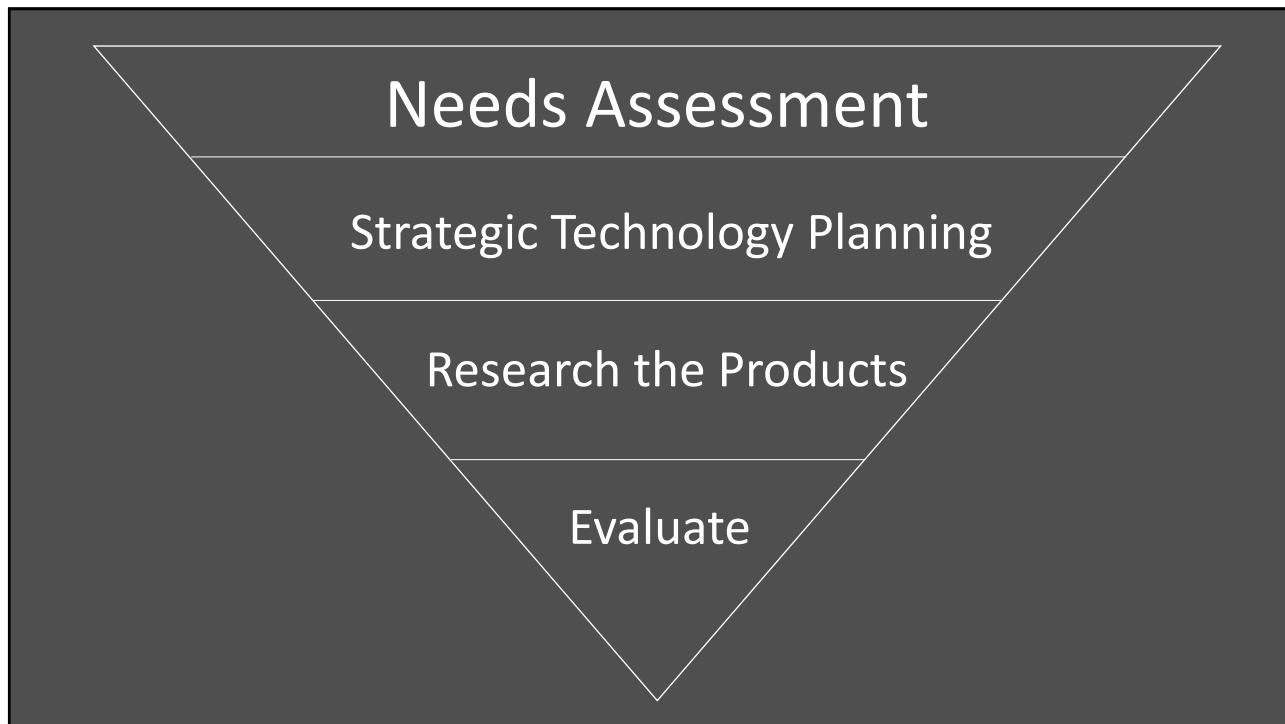 Needs Assessment
Strategic Technology Planning
Research the Products
Evaluate